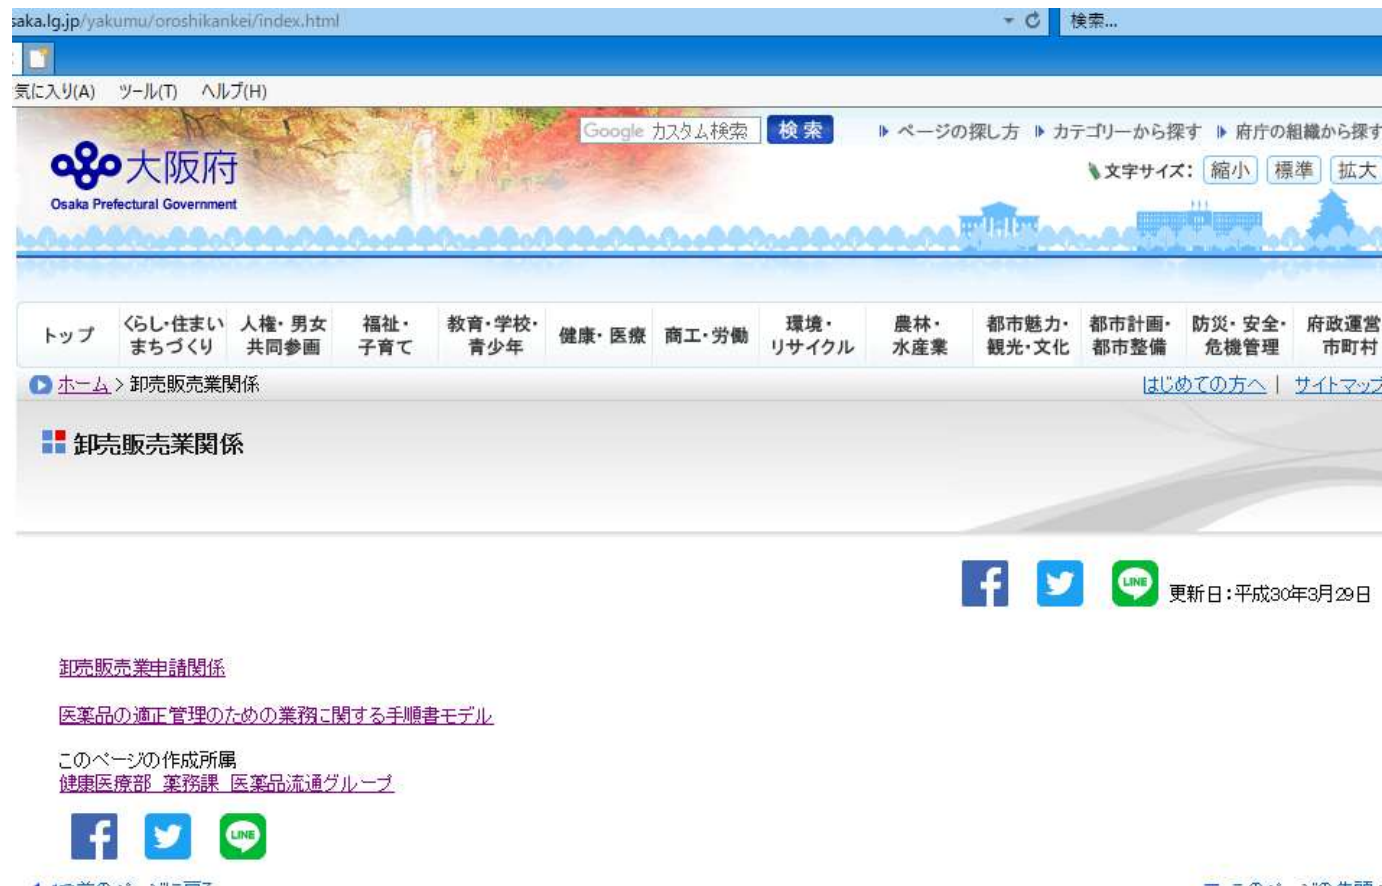 saka.lg.jp/yakumu/oroshikankei/index.html 検索...
気に入り(A) ツール(T) ヘルプ(H)
Google カスタム検索 検索 ページの探し方 カテゴリーから探す 府庁の組織から探す
大阪府
Osaka Prefectural Government
文字サイズ: 縮小 標準 拡大
トップ
くらし・住まい
まちづくり
人権・男女
共同参画
福祉・
子育て
教育・学校・
青少年
健康・医療
商工・労働
環境・
リサイクル
農林・
水産業
都市魅力・
観光・文化
都市計画・
都市整備
防災・安全・
危機管理
府政運営
市町村
ホーム > 卸売販売業関係 はじめての方へ | サイトマップ
卸売販売業関係
LINE 更新日:平成30年3月29日
卸売販売業申請関係
医薬品の適正管理のための業務に関する手順書モデル
このページの作成所属
健康医療部 薬務課 医薬品流通グループ
LINE